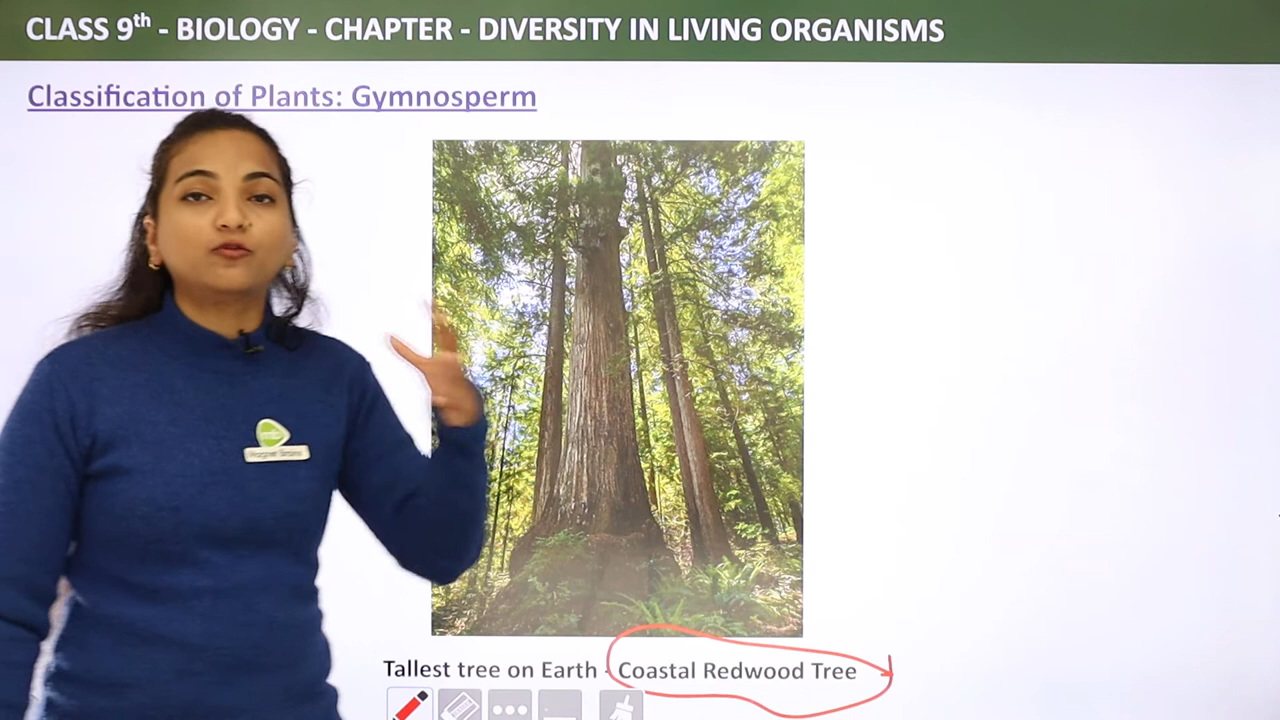 CLASS 9th - BIOLOGY - CHAPTER - DIVERSITY IN LIVING ORGANISMS
Classification of Plants: Gymnosperm
Tallest tree on Earth - Coastal Redwood Tree